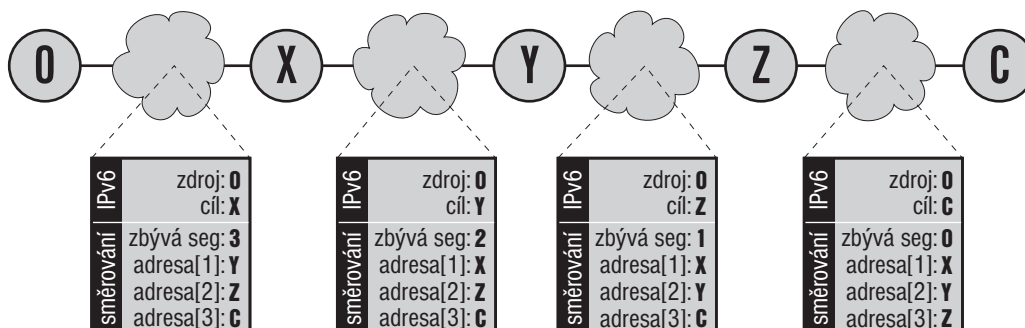 O X Y Z C
IPv6
zdroj: O
cíl: X
směrování
zbývá seg: 3
adresa[1]: Y
adresa[2]: Z
adresa[3]: C
IPv6
zdroj: O
cíl: Y
směrování
zbývá seg: 2
adresa[1]: X
adresa[2]: Z
adresa[3]: C
IPv6
zdroj: O
cíl: Z
směrování
zbývá seg: 1
adresa[1]: X
adresa[2]: Y
adresa[3]: C
IPv6
zdroj: O
cíl: C
směrování
zbývá seg: 0
adresa[1]: X
adresa[2]: Y
adresa[3]: Z